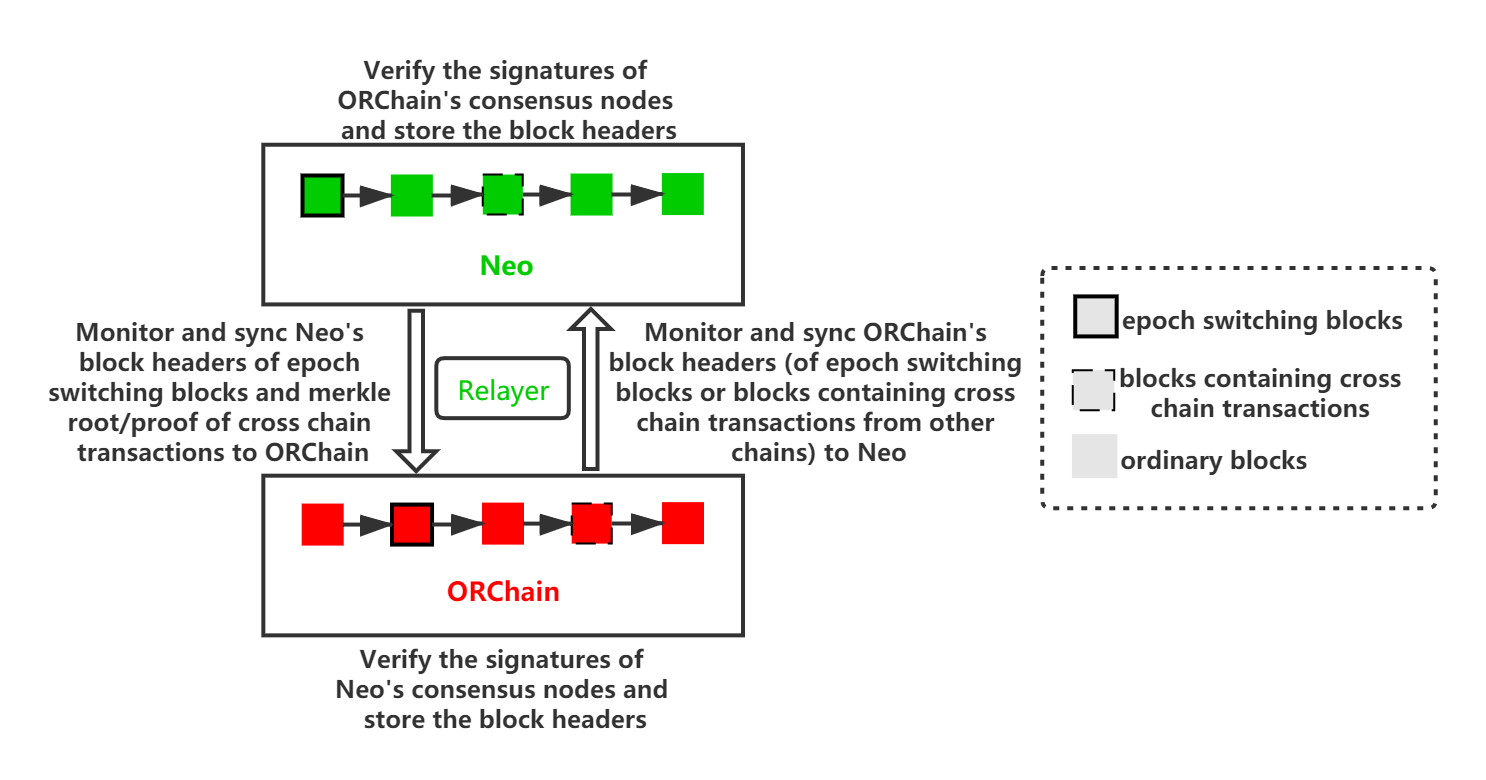 Verify the signatures of
ORChain's consensus nodes
and store the block headers
Neo
Monitor and sync Neo's
block headers of epoch
switching blocks and merkle
root/proof of cross chain
transactions to ORChain
Relayer
Monitor and sync ORChain's
block headers (of epoch switching
blocks or blocks containing cross
chain transactions from other
chains) to Neo
ORChain
Verify the signatures of
Neo's consensus nodes and
store the block headers
epoch switching blocks
blocks containing cross
chain transactions
ordinary blocks